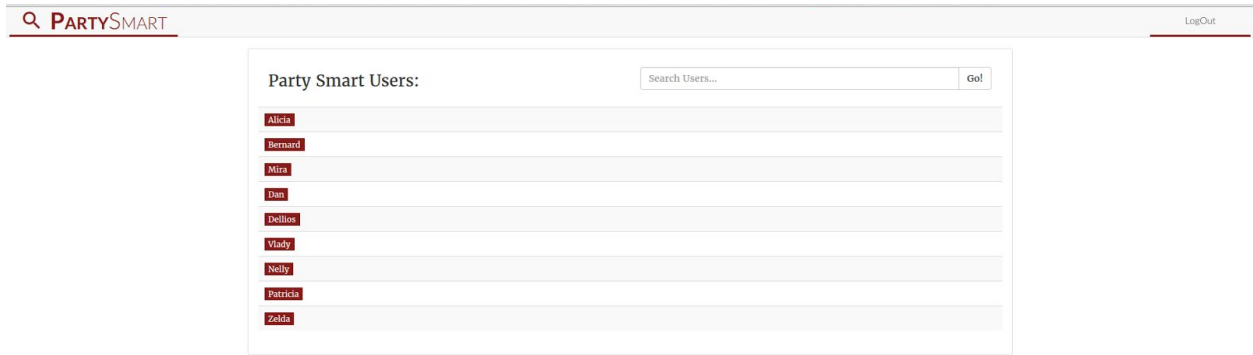 PARTYSMART
LogOut
Party Smart Users:
Search Users...
Go!
Alicia
Bernard
Mira
Dan
Dellios
Vlady
Nelly
Patricia
Zelda